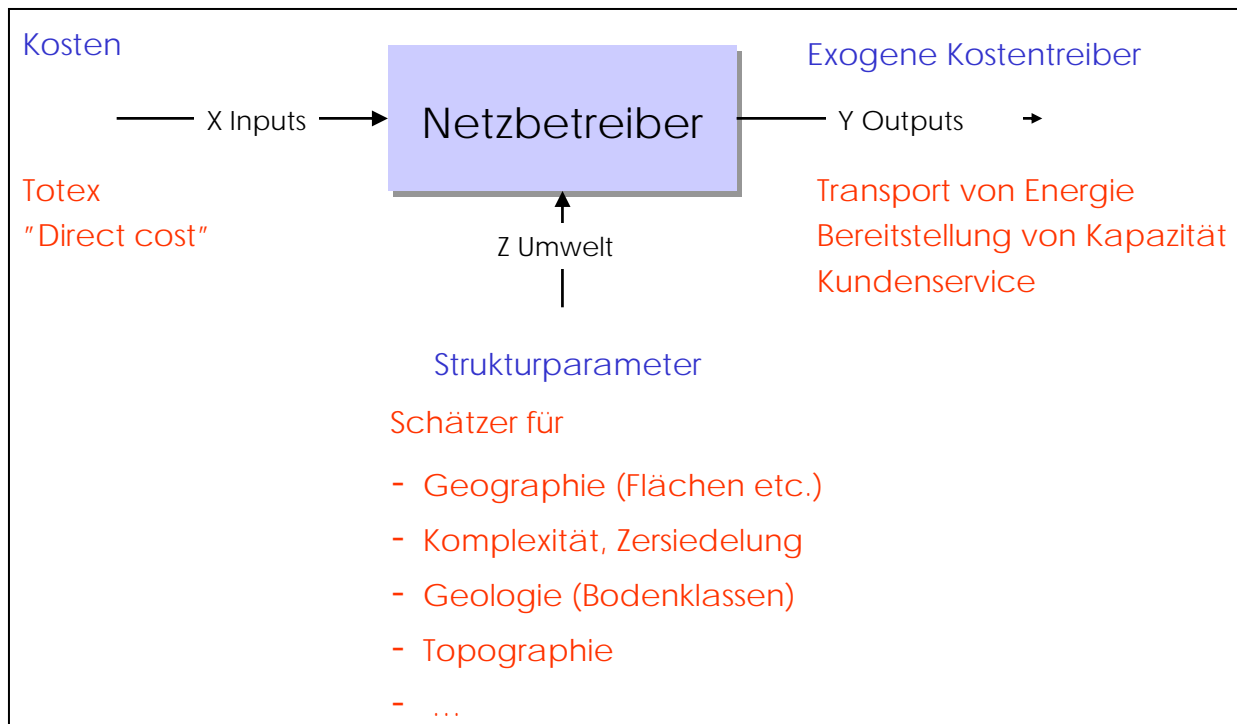 Kosten
Exogene Kostentreiber
X Inputs
Netzbetreiber
Y Outputs
Totex
"Direct cost"
Transport von Energie
Bereitstellung von Kapazität
Kundenservice
Z Umwelt
Strukturparameter
Schätzer für
- Geographie (Flächen etc.)
- Komplexität, Zersiedelung
- Geologie (Bodenklassen)
- Topographie
- ...